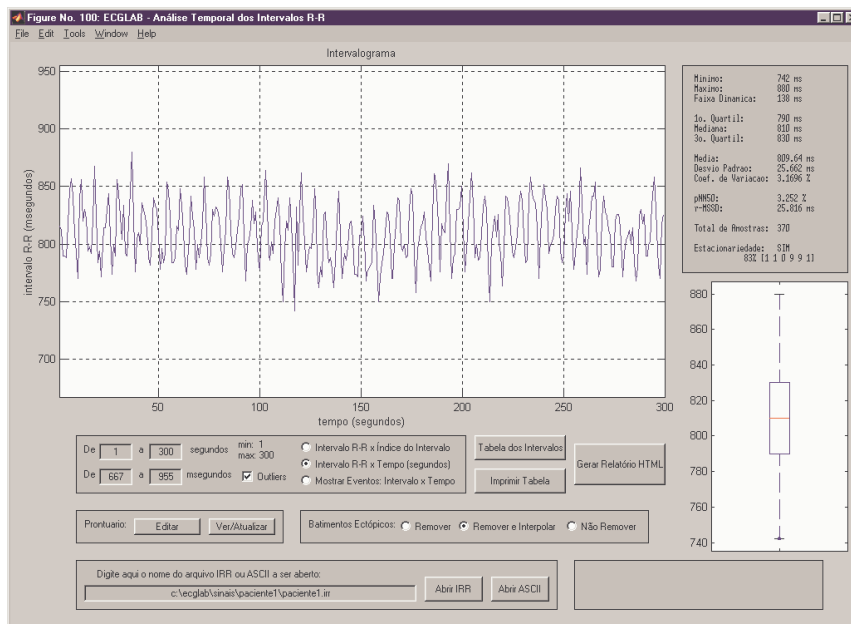 Figure No. 100: ECGLAB - Análise Temporal dos Intervalos R-R
File Edit Tools Window Help
Intervalograma
intervalo R-R (msegundos)
950
900
850
800
750
700
50 100 150 200 250 300
tempo (segundos)
Minimo: 742 ms
Maximo: 880 ms
Faixa Dinamica: 138 ms
1o. Quartil: 790 ms
Mediana: 810 ms
3o. Quartil: 830 ms
Media: 809.64 ms
Desvio Padrao: 25.662 ms
Coef. de Variacao: 3.1696 %
pNN50: 3.252 %
r-MSSD: 25.816 ms
Total de Amostras: 370
Estacionariedade: SIM
83% [1 1 0 9 9 1]
880
860
840
820
800
780
760
740
De 1 a 300 segundos min: 1
max: 300
De 667 a 955 msegundos Outliers
Intervalo R-R x Índice do Intervalo
Intervalo R-R x Tempo (segundos)
Mostrar Eventos: Intervalo x Tempo
Tabela dos Intervalos
Imprimir Tabela
Gerar Relatório HTML
Prontuario: Editar Ver/Atualizar
Batimentos Ectópicos: Remover Remover e Interpolar Não Remover
Digite aqui o nome do arquivo IRR ou ASCII a ser aberto:
c:\ecglab\sinais\paciente1\paciente1.irr
Abrir IRR Abrir ASCII